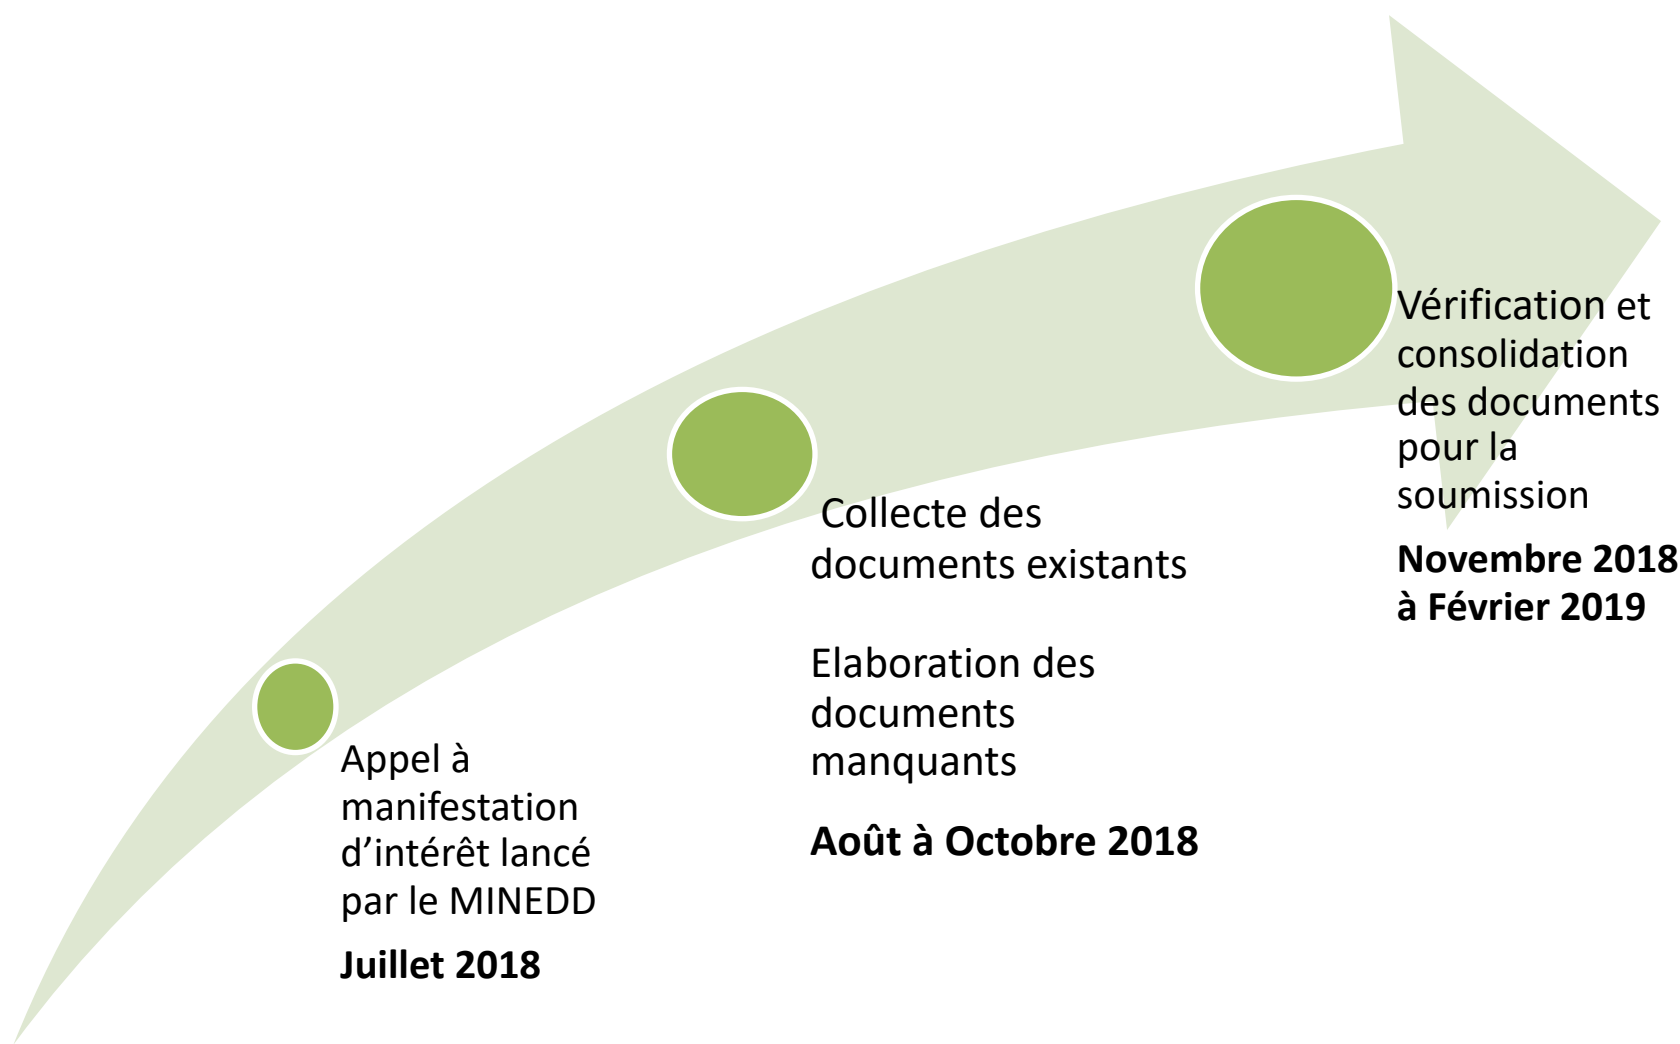 Appel à
manifestation
d’intérêt lancé
par le MINEDD
Juillet 2018
Collecte des
documents existants
Elaboration des
documents
manquants
Août à Octobre 2018
Vérification et
consolidation
des documents
pour la
soumission
Novembre 2018
à Février 2019